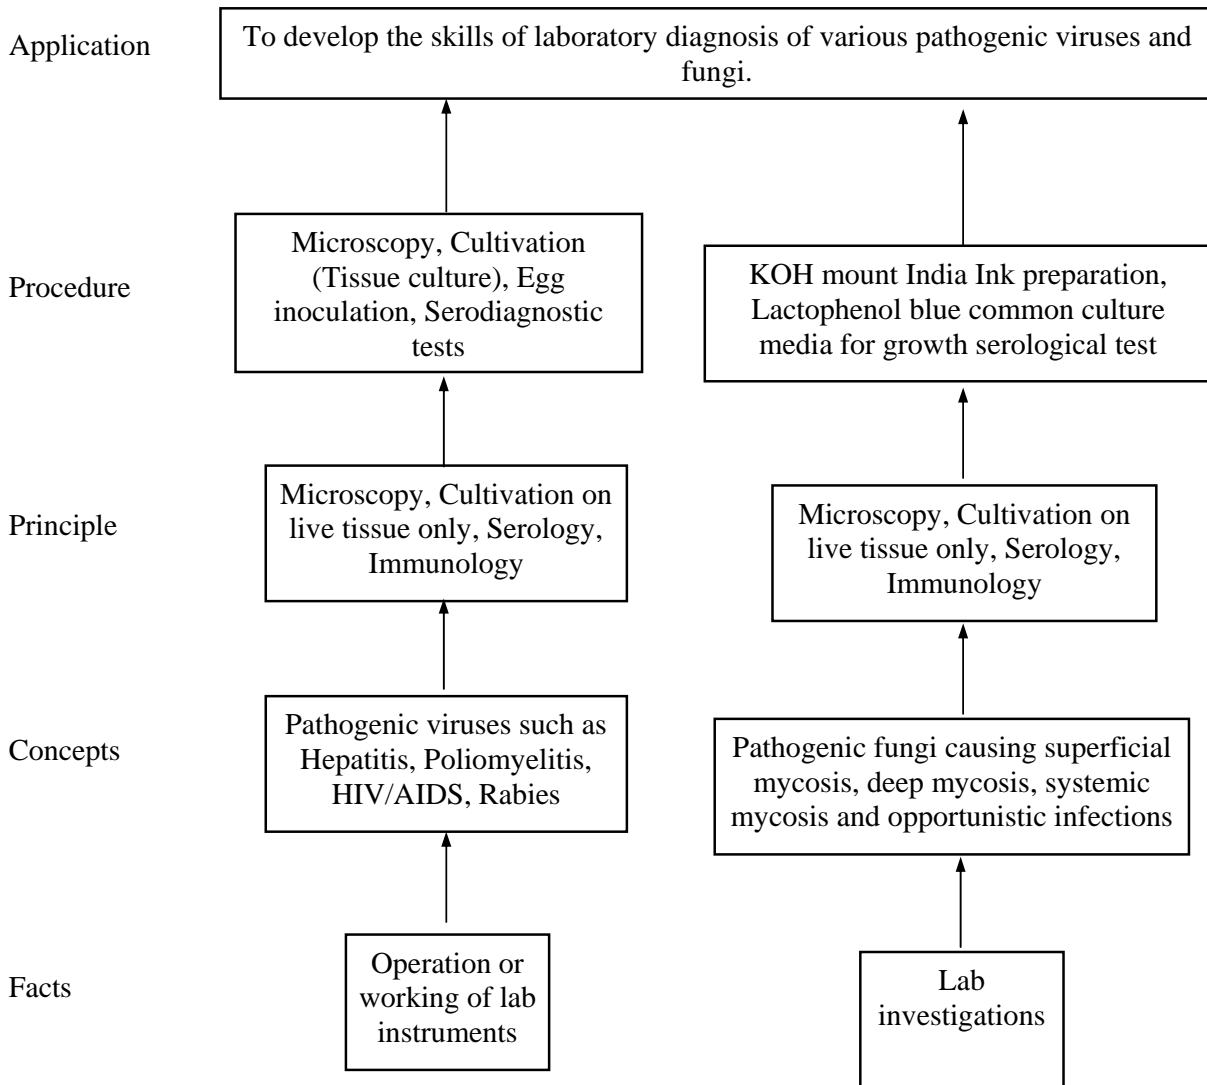 Application
To develop the skills of laboratory diagnosis of various pathogenic viruses and
fungi.
Procedure
Microscopy, Cultivation
(Tissue culture), Egg
inoculation, Serodiagnostic
tests
KOH mount India Ink preparation,
Lactophenol blue common culture
media for growth serological test
Principle
Microscopy, Cultivation on
live tissue only, Serology,
Immunology
Microscopy, Cultivation on
live tissue only, Serology,
Immunology
Concepts
Pathogenic viruses such as
Hepatitis, Poliomyelitis,
HIV/AIDS, Rabies
Pathogenic fungi causing superficial
mycosis, deep mycosis, systemic
mycosis and opportunistic infections
Facts
Operation or
working of lab
instruments
Lab
investigations